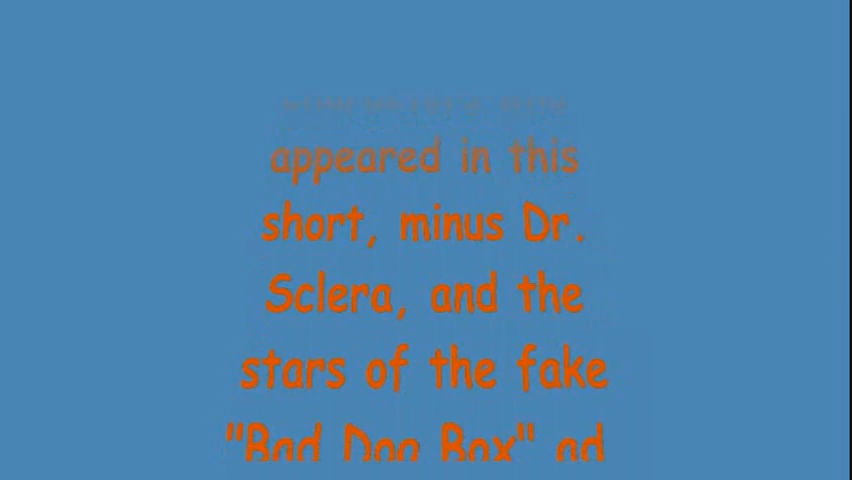 appeared in this
short, minus Dr.
Sclera, and the
stars of the fake
"Bad Dog Box" ad